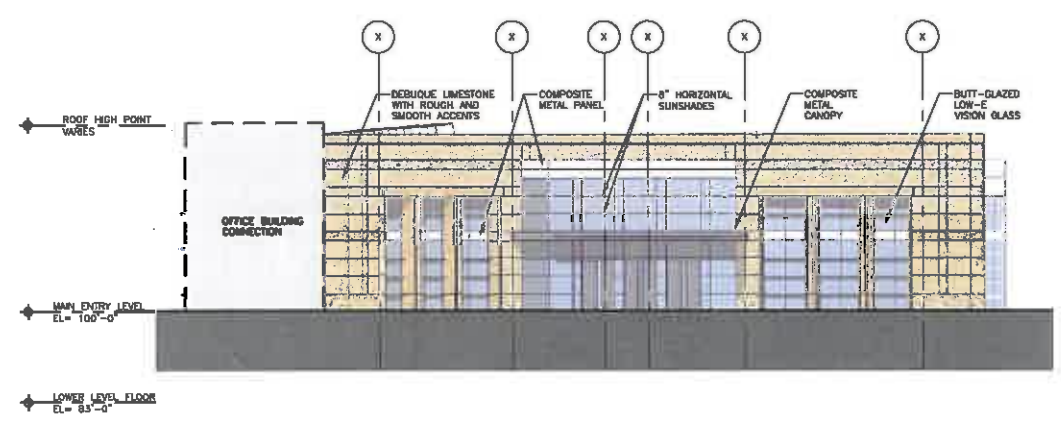 X X X X X X
DEBUQUE LIMESTONE
WITH ROUGH AND
SMOOTH ACCENTS
COMPOSITE
METAL PANEL
8" HORIZONTAL
SUNSHADES
COMPOSITE
METAL
CANOPY
BUTT-GLAZED
LOW-E
VISION GLASS
ROOF HIGH POINT
VARIES
OFFICE BUILDING
CONNECTION
MAIN ENTRY LEVEL
EL= 100'-0"
LOWER LEVEL FLOOR
EL= 83'-0"